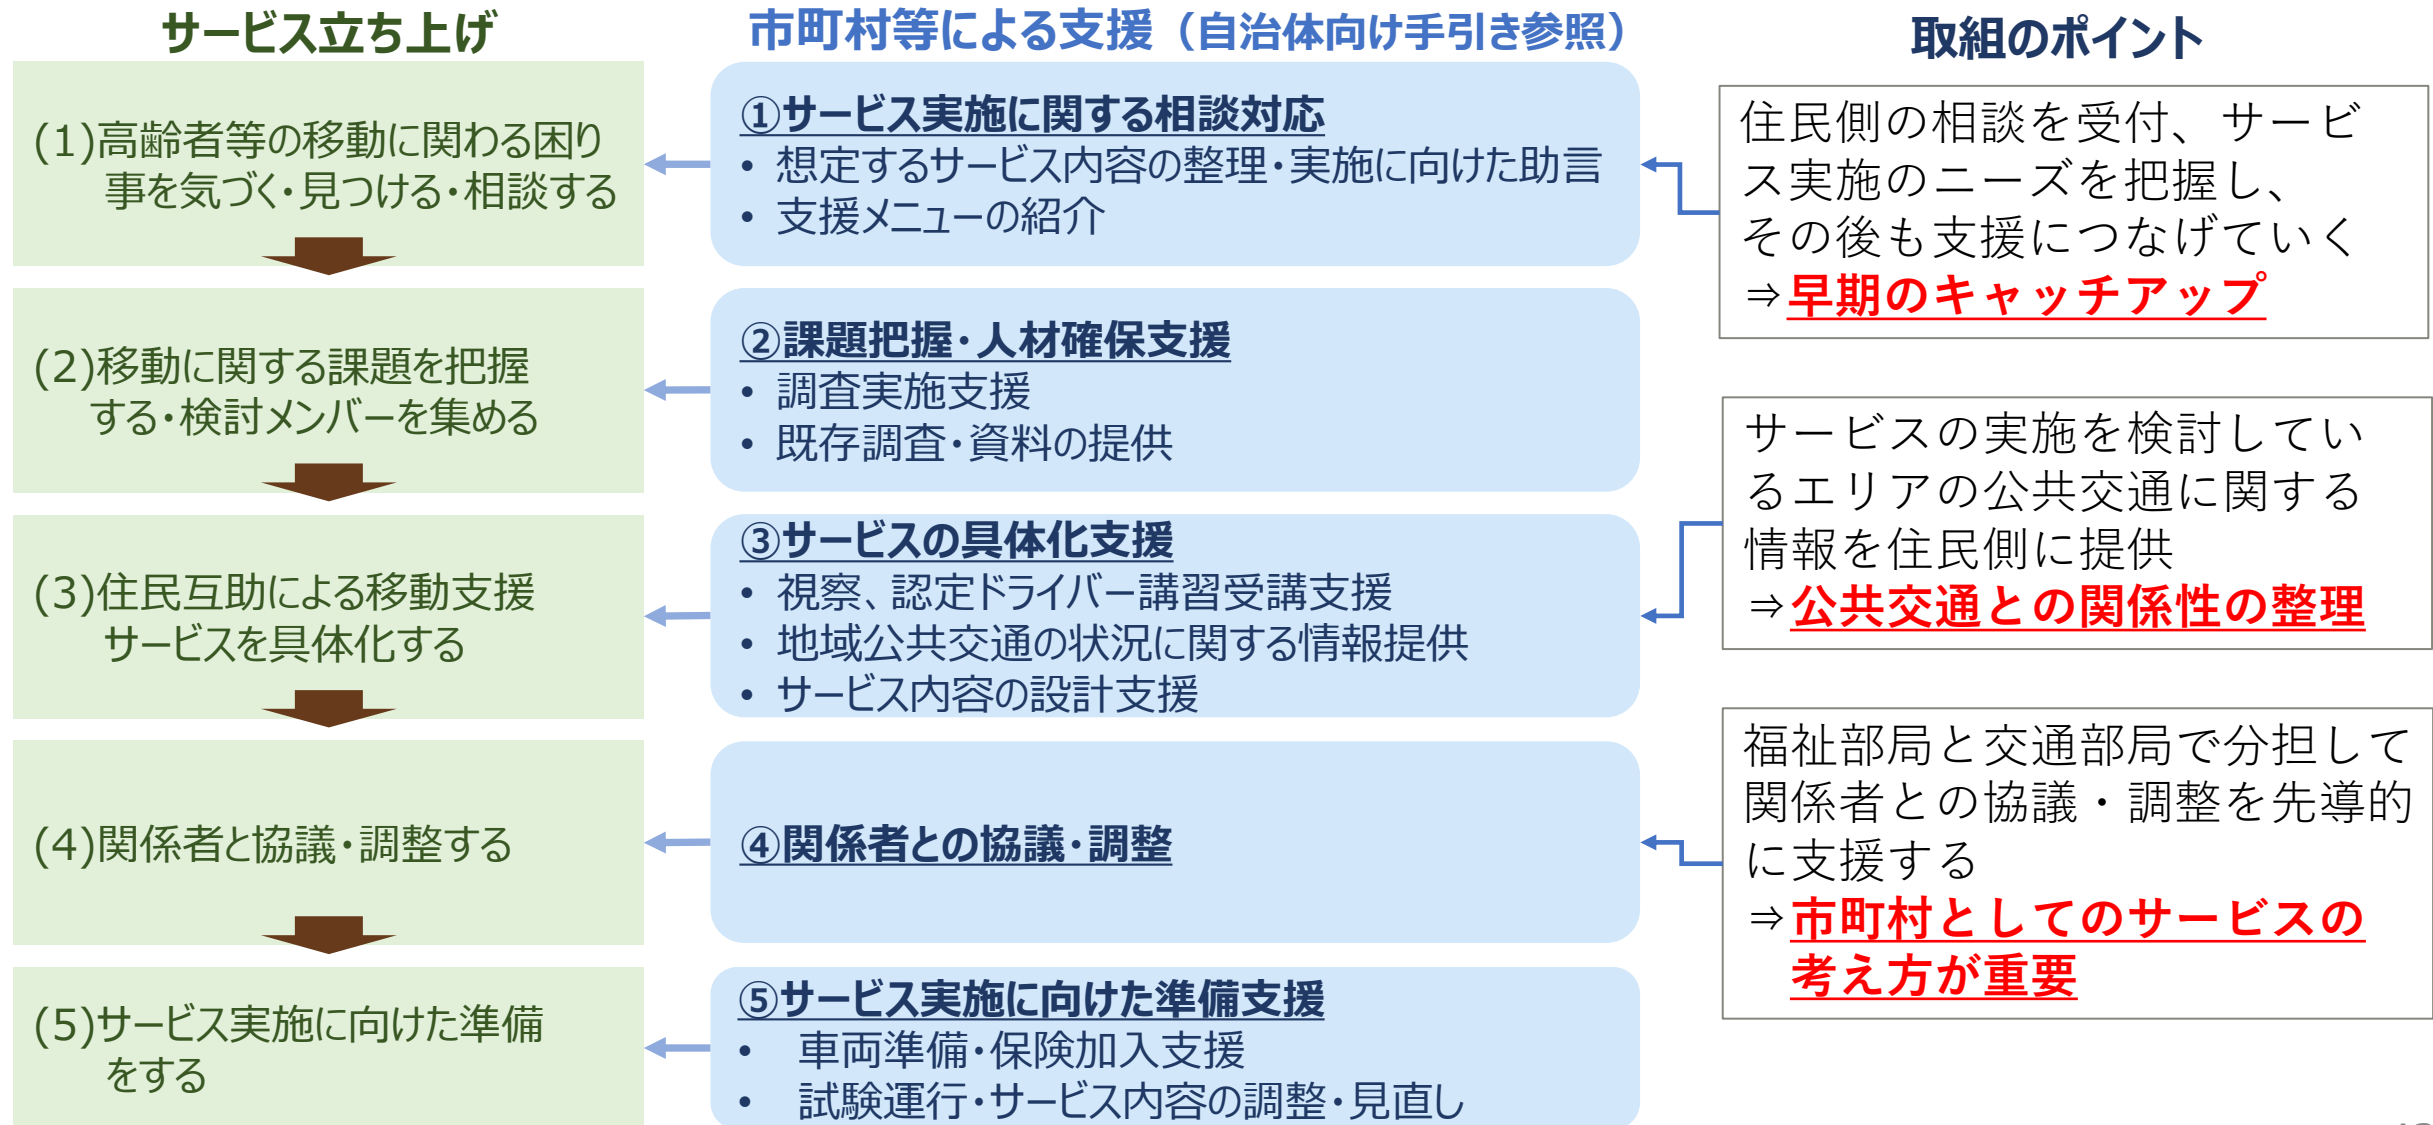 サービス立ち上げ
(1)高齢者等の移動に関わる困り
事を気づく・見つける・相談する
(2)移動に関する課題を把握
する・検討メンバーを集める
(3)住民互助による移動支援
サービスを具体化する
(4)関係者と協議・調整する
(5)サービス実施に向けた準備
をする
市町村等による支援（自治体向け手引き参照）
①サービス実施に関する相談対応
• 想定するサービス内容の整理・実施に向けた助言
• 支援メニューの紹介
②課題把握・人材確保支援
• 調査実施支援
• 既存調査・資料の提供
③サービスの具体化支援
• 視察、認定ドライバー講習受講支援
• 地域公共交通の状況に関する情報提供
• サービス内容の設計支援
④関係者との協議・調整
⑤サービス実施に向けた準備支援
• 車両準備・保険加入支援
• 試験運行・サービス内容の調整・見直し
取組のポイント
住民側の相談を受付、サービ
ス実施のニーズを把握し、
その後も支援につなげていく
⇒早期のキャッチアップ
サービスの実施を検討してい
るエリアの公共交通に関する
情報を住民側に提供
⇒公共交通との関係性の整理
福祉部局と交通部局で分担して
関係者との協議・調整を先導的
に支援する
⇒市町村としてのサービスの
考え方が重要